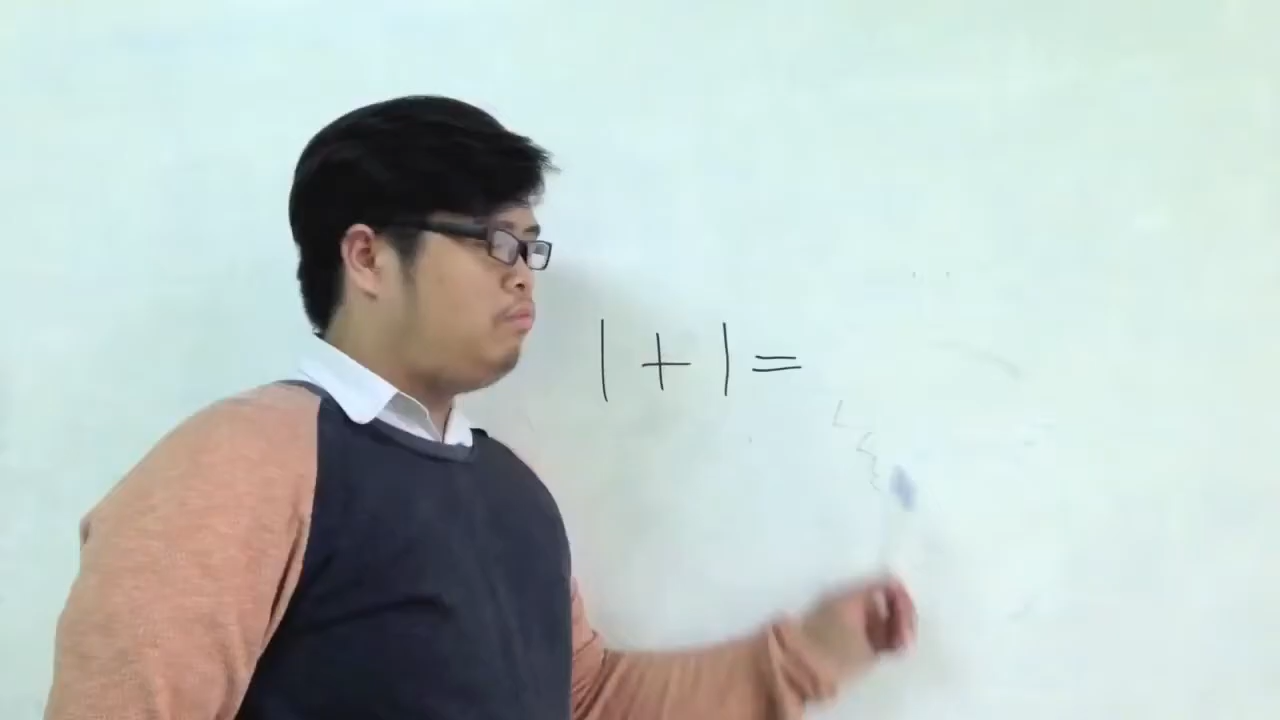 1 + 1 =